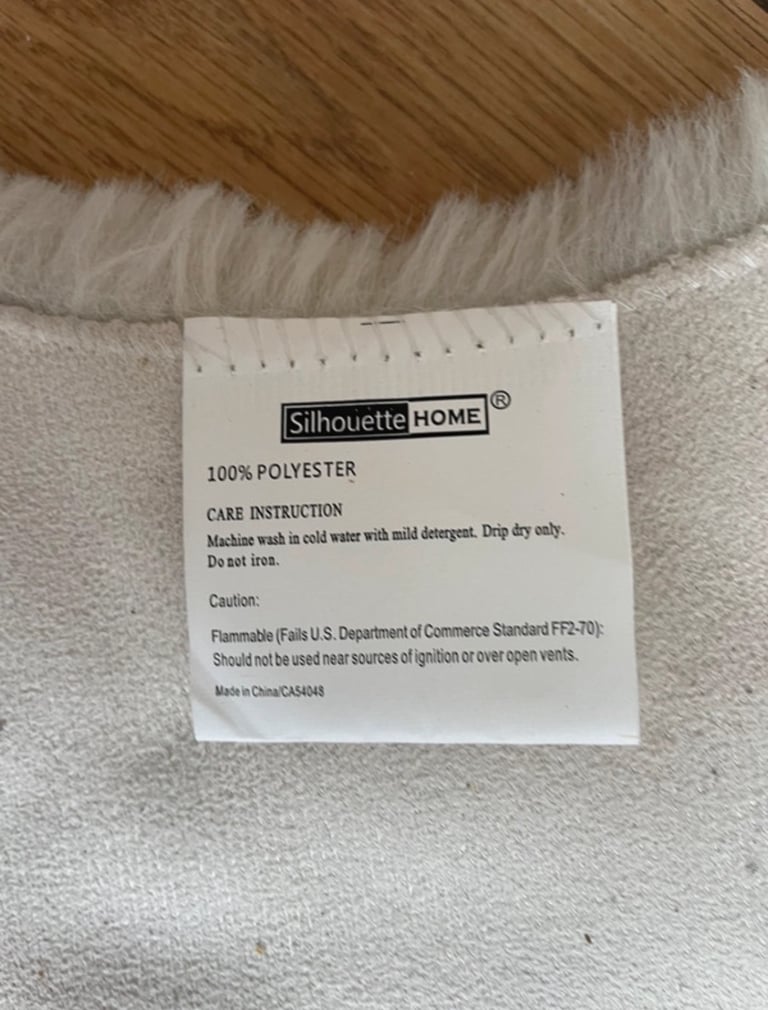 Silhouette HOME®
100% POLYESTER
CARE INSTRUCTION
Machine wash in cold water with mild detergent. Drip dry only.
Do not iron.
Caution:
Flammable (Fails U.S. Department of Commerce Standard FF2-70):
Should not be used near sources of ignition or over open vents.
Made in China/CA54048